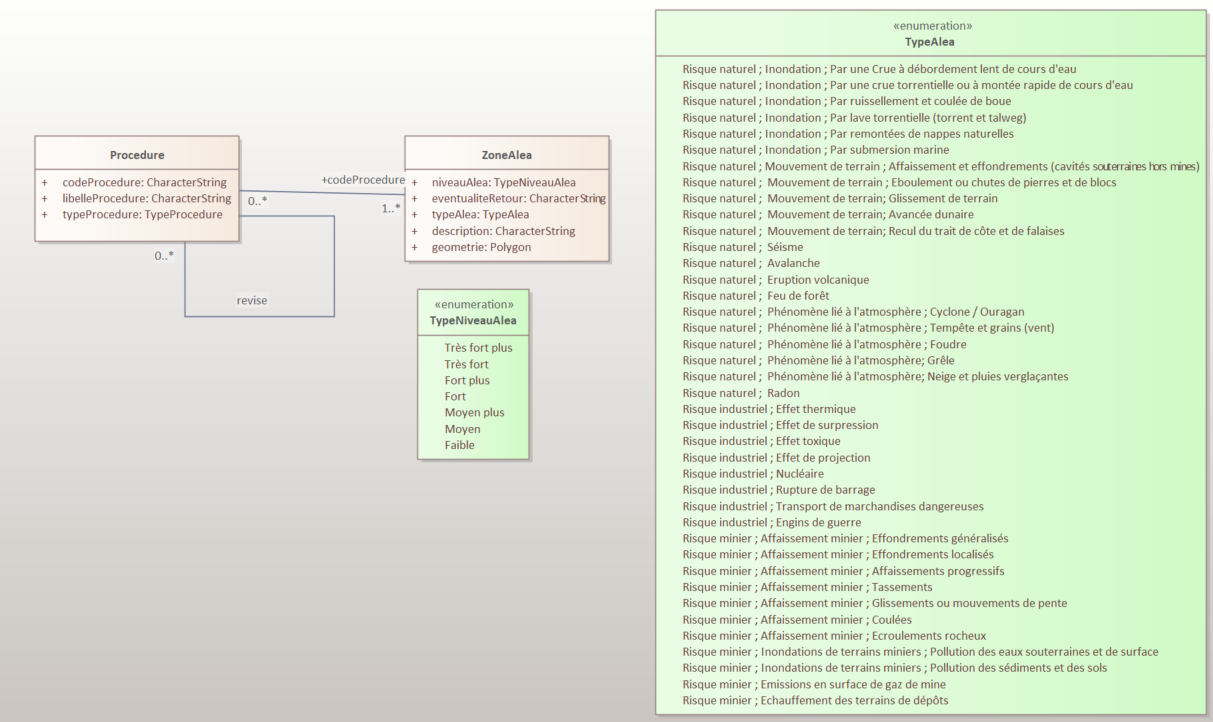 Procedure
+ codeProcedure: CharacterString
+ libelleProcedure: CharacterString
+ typeProcedure: TypeProcedure
0..*
+codeProcedure
1..*
0..*
revise
ZoneAlea
+ niveauAlea: TypeNiveauAlea
+ eventualiteRetour: CharacterString
+ typeAlea: TypeAlea
+ description: CharacterString
+ geometrie: Polygon
«enumeration»
TypeNiveauAlea
Très fort plus
Très fort
Fort plus
Fort
Moyen plus
Moyen
Faible
«enumeration»
TypeAlea
Risque naturel ; Inondation ; Par une Crue à débordement lent de cours d'eau
Risque naturel ; Inondation ; Par une crue torrentielle ou à montée rapide de cours d'eau
Risque naturel ; Inondation ; Par ruissellement et coulée de boue
Risque naturel ; Inondation ; Par lave torrentielle (torrent et talweg)
Risque naturel ; Inondation ; Par remontées de nappes naturelles
Risque naturel ; Inondation ; Par submersion marine
Risque naturel ; Mouvement de terrain ; Affaissement et effondrements (cavités souterraines hors mines)
Risque naturel ; Mouvement de terrain ; Eboulement ou chutes de pierres et de blocs
Risque naturel ; Mouvement de terrain; Glissement de terrain
Risque naturel ; Mouvement de terrain; Avancée dunaire
Risque naturel ; Mouvement de terrain; Recul du trait de côte et de falaises
Risque naturel ; Séisme
Risque naturel ; Avalanche
Risque naturel ; Eruption volcanique
Risque naturel ; Feu de forêt
Risque naturel ; Phénomène lié à l'atmosphère ; Cyclone / Ouragan
Risque naturel ; Phénomène lié à l'atmosphère ; Tempête et grains (vent)
Risque naturel ; Phénomène lié à l'atmosphère ; Foudre
Risque naturel ; Phénomène lié à l'atmosphère; Grêle
Risque naturel ; Phénomène lié à l'atmosphère; Neige et pluies verglaçantes
Risque naturel ; Radon
Risque industriel ; Effet thermique
Risque industriel ; Effet de surpression
Risque industriel ; Effet toxique
Risque industriel ; Effet de projection
Risque industriel ; Nucléaire
Risque industriel ; Rupture de barrage
Risque industriel ; Transport de marchandises dangereuses
Risque industriel ; Engins de guerre
Risque minier ; Affaissement minier ; Effondrements généralisés
Risque minier ; Affaissement minier ; Effondrements localisés
Risque minier ; Affaissement minier ; Affaissements progressifs
Risque minier ; Affaissement minier ; Tassements
Risque minier ; Affaissement minier ; Glissements ou mouvements de pente
Risque minier ; Affaissement minier ; Coulées
Risque minier ; Affaissement minier ; Ecroulements rocheux
Risque minier ; Inondations de terrains miniers ; Pollution des eaux souterraines et de surface
Risque minier ; Inondations de terrains miniers ; Pollution des sédiments et des sols
Risque minier ; Emissions en surface de gaz de mine
Risque minier ; Echauffement des terrains de dépôts